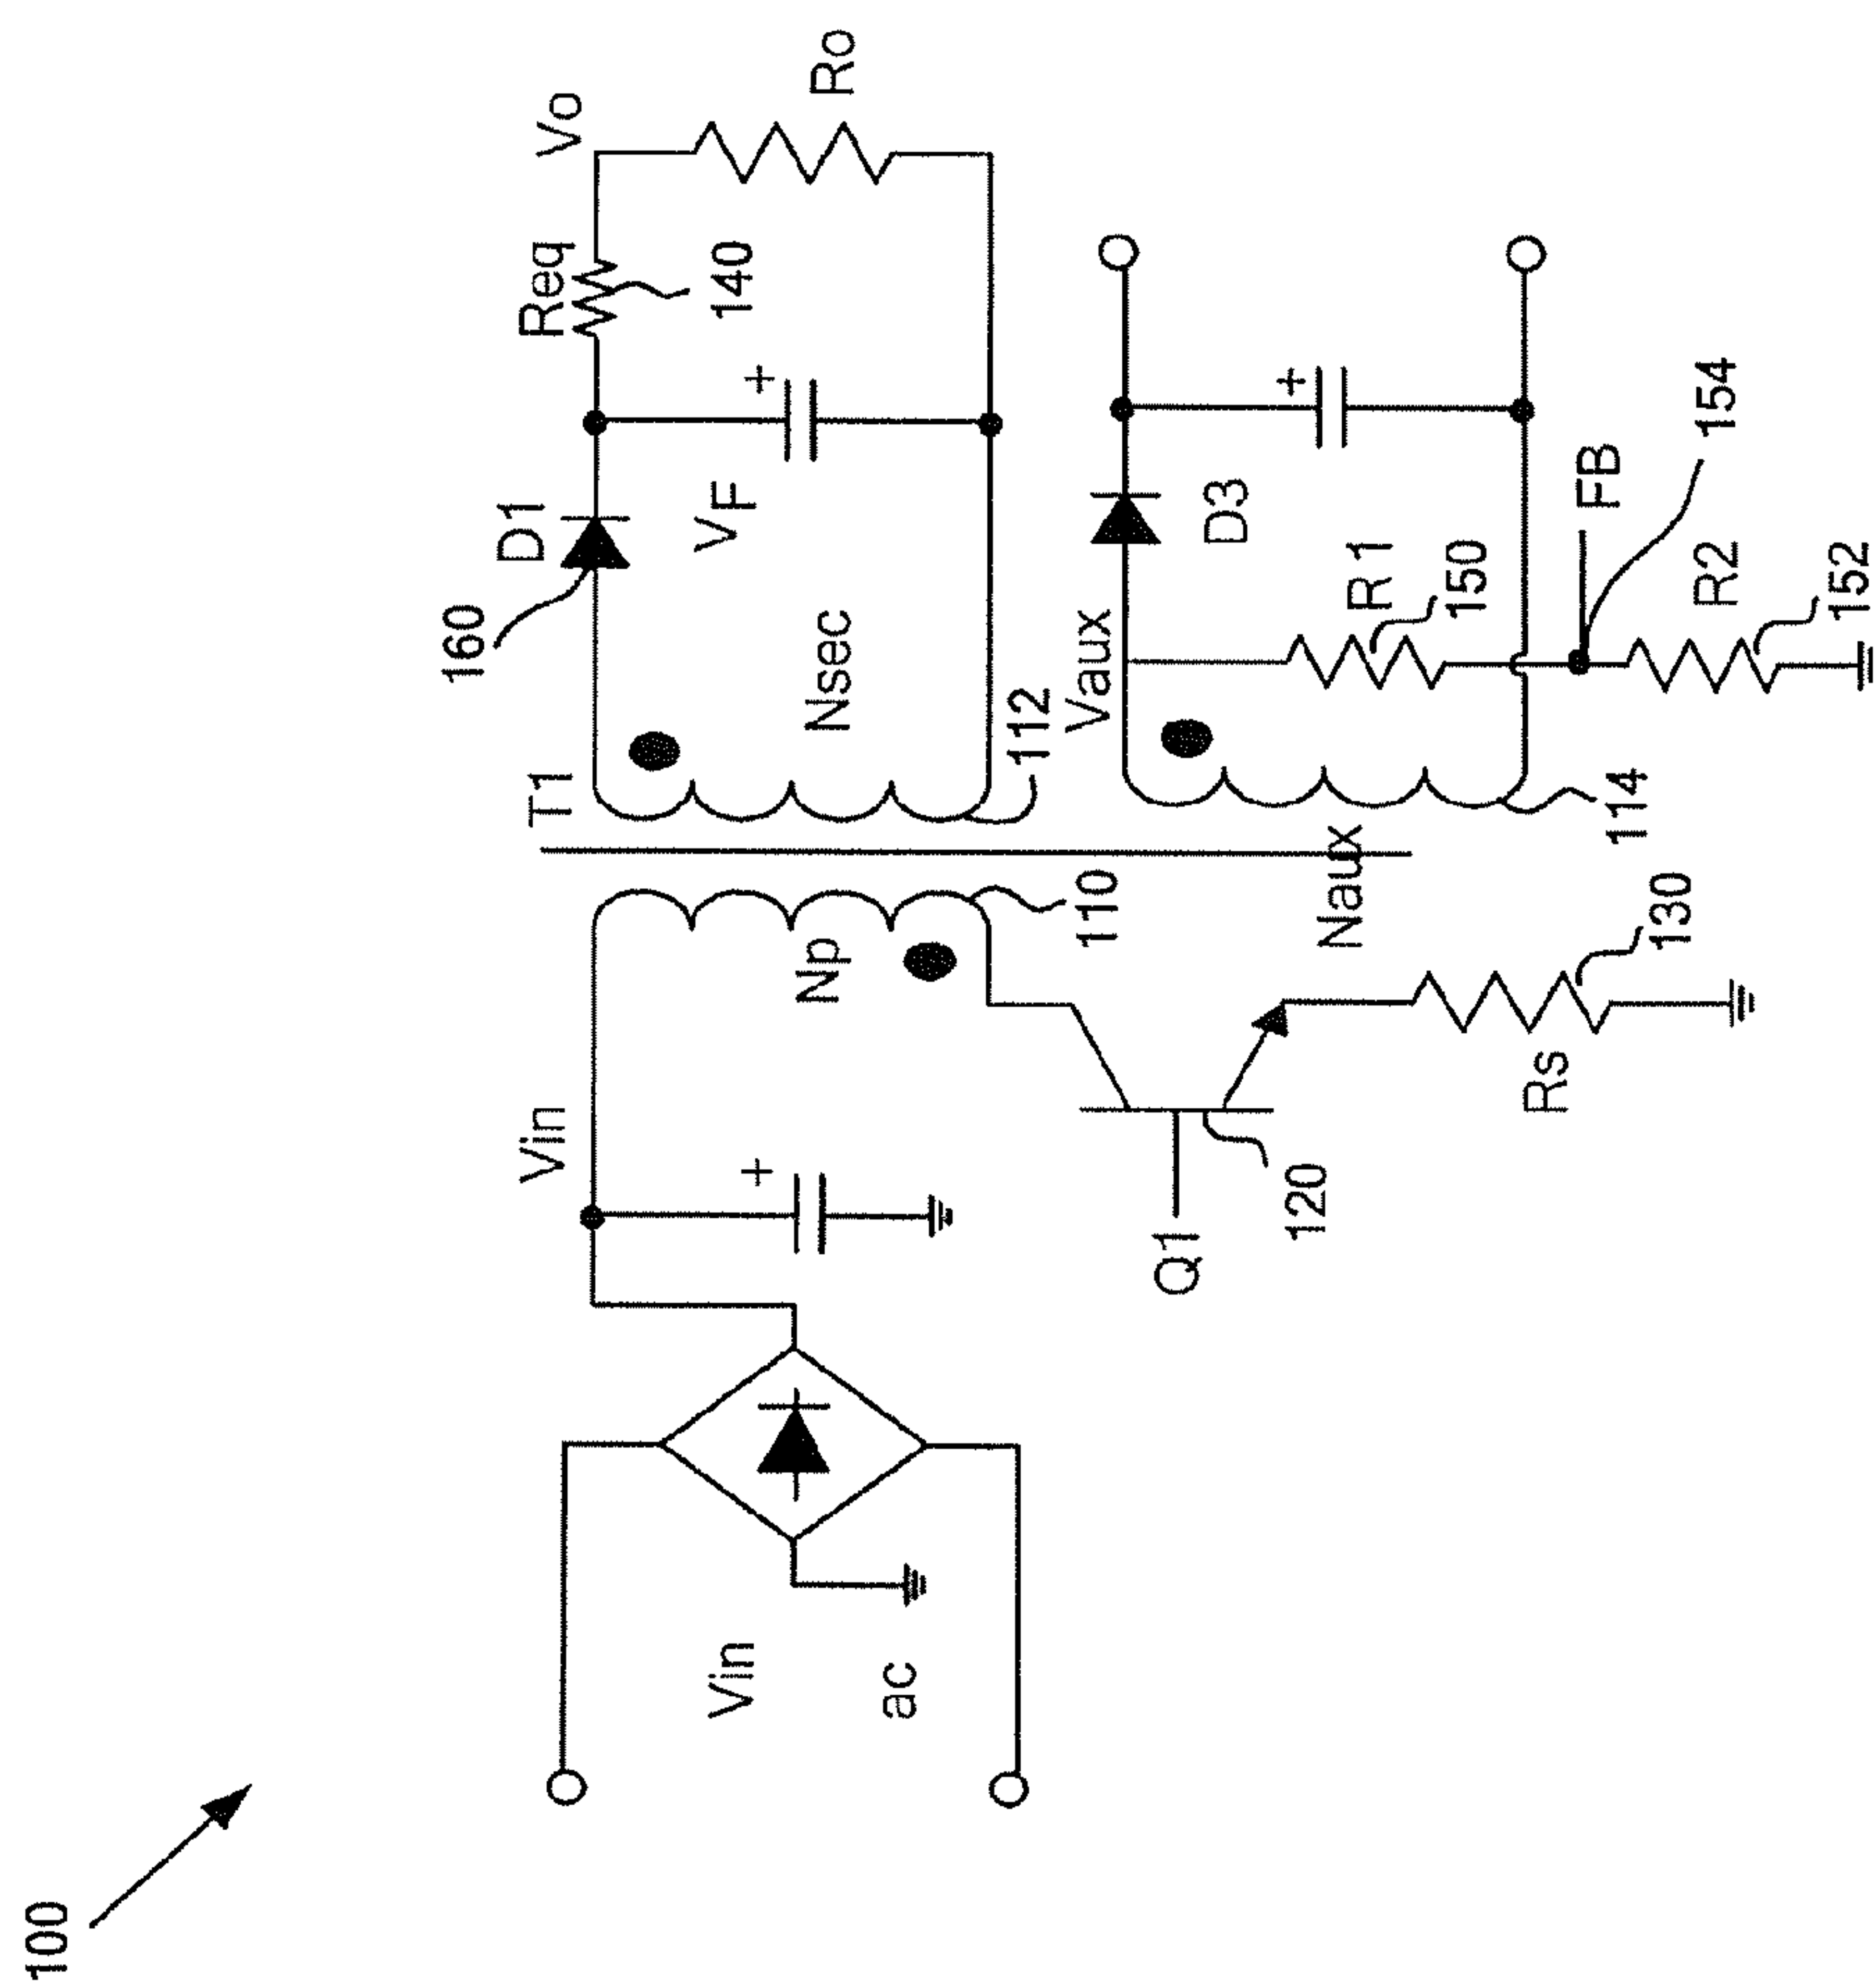 100
Vin
ac
Vin
Np
110
Q1
120
Rs
130
T1
Nsec
112
160
D1
VF
Req
140
Vo
Ro
Naux
114
Vaux
D3
R1
150
FB
154
R2
152
+
+
+